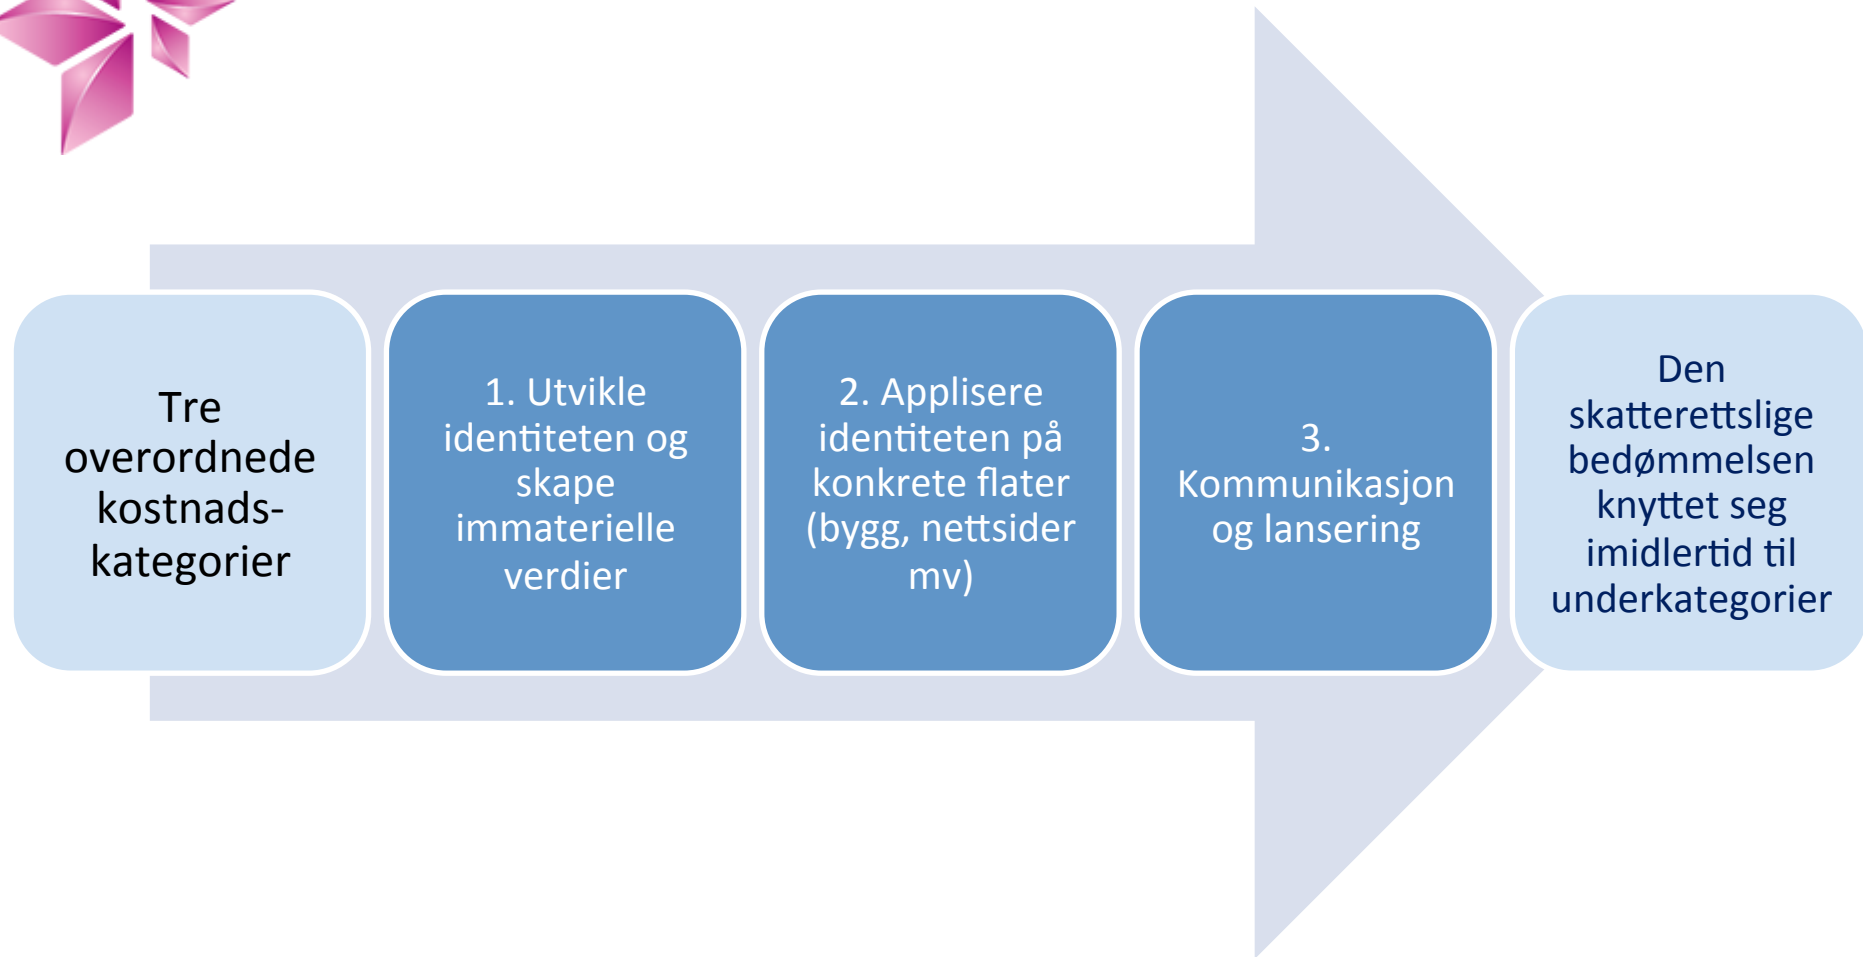 Tre
overordnede
kostnads-
kategorier
1. Utvikle
identiteten og
skape
immaterielle
verdier
2. Applisere
identiteten på
konkrete flater
(bygg, nettsider
mv)
3.
Kommunikasjon
og lansering
Den
skatterettslige
bedømmelsen
knyttet seg
imidlertid til
underkategorier